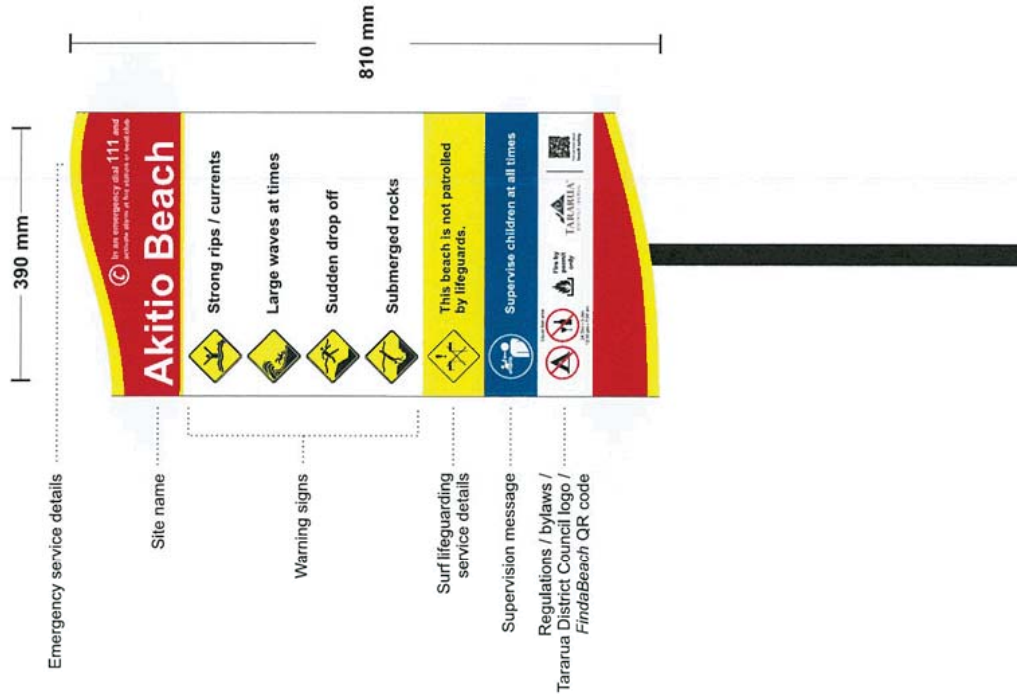 390 mm
810 mm
Emergency service details
Site name
Warning signs
Surf lifeguarding
service details
Supervision message
Regulations / bylaws /
Tararua District Council logo /
FindaBeach QR code
In an emergency dial 111 and
Akitio Beach
Strong rips / currents
Large waves at times
Sudden drop off
Submerged rocks
This beach is not patrolled
by lifeguards.
Supervise children at all times
Fire by
permit
only
TARARUA